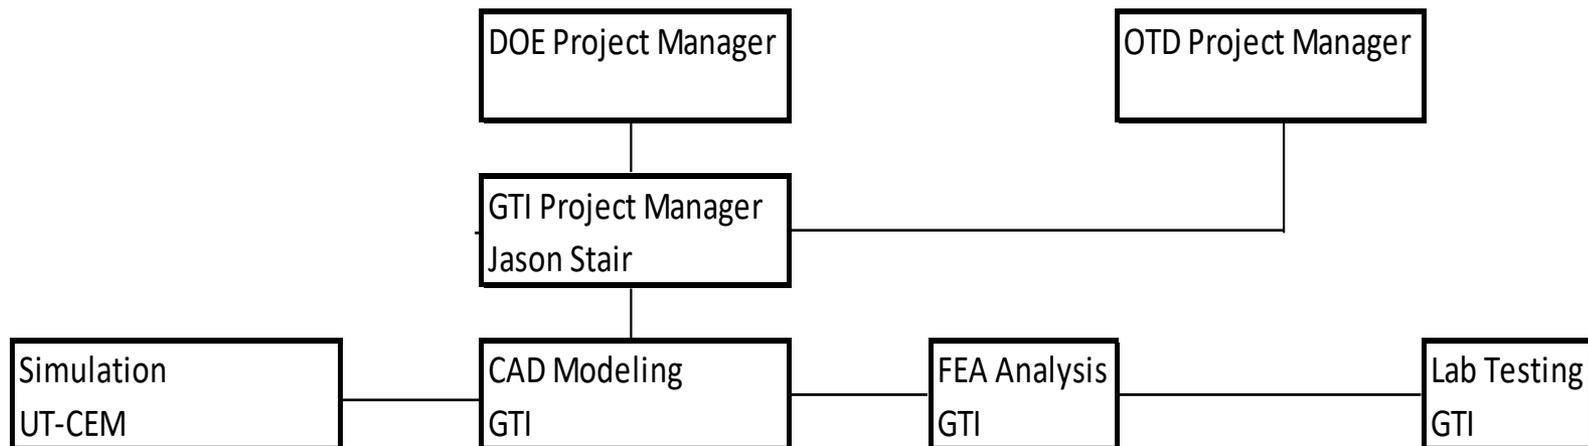 DOE Project Manager
OTD Project Manager
GTI Project Manager
Jason Stair
Simulation
UT-CEM
CAD Modeling
GTI
FEA Analysis
GTI
Lab Testing
GTI